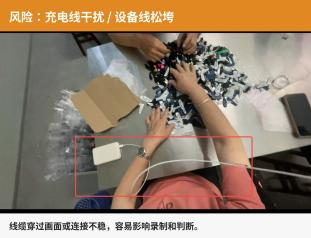 风险：充电线干扰 / 设备线松垮
线缆穿过画面或连接不稳，容易影响录制和判断。